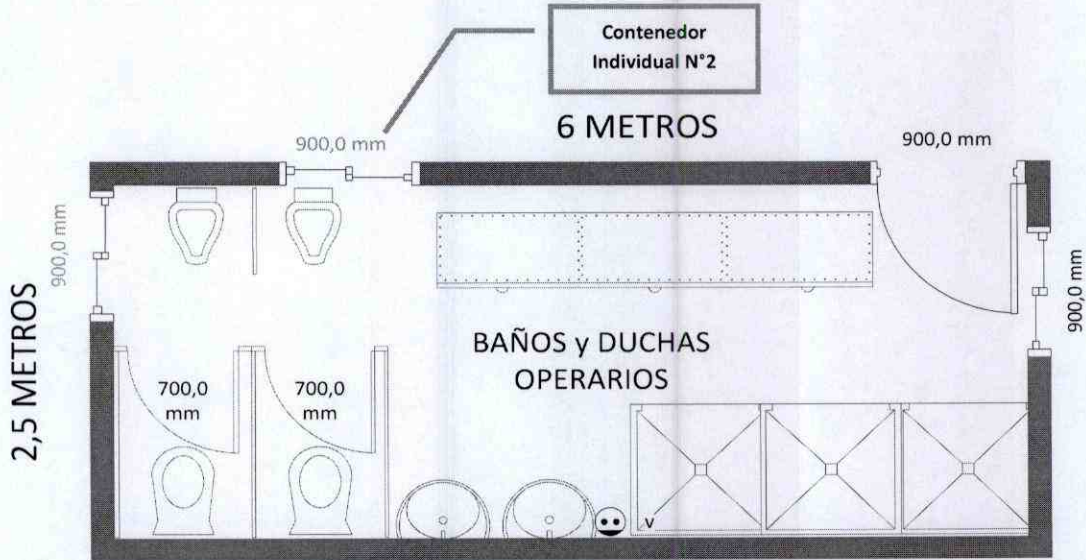 Contenedor
Individual N°2
6 METROS
900,0 mm
900,0 mm
900,0 mm
2,5 METROS
900,0 mm
BAÑOS y DUCHAS
OPERARIOS
700,0
mm
700,0
mm
v